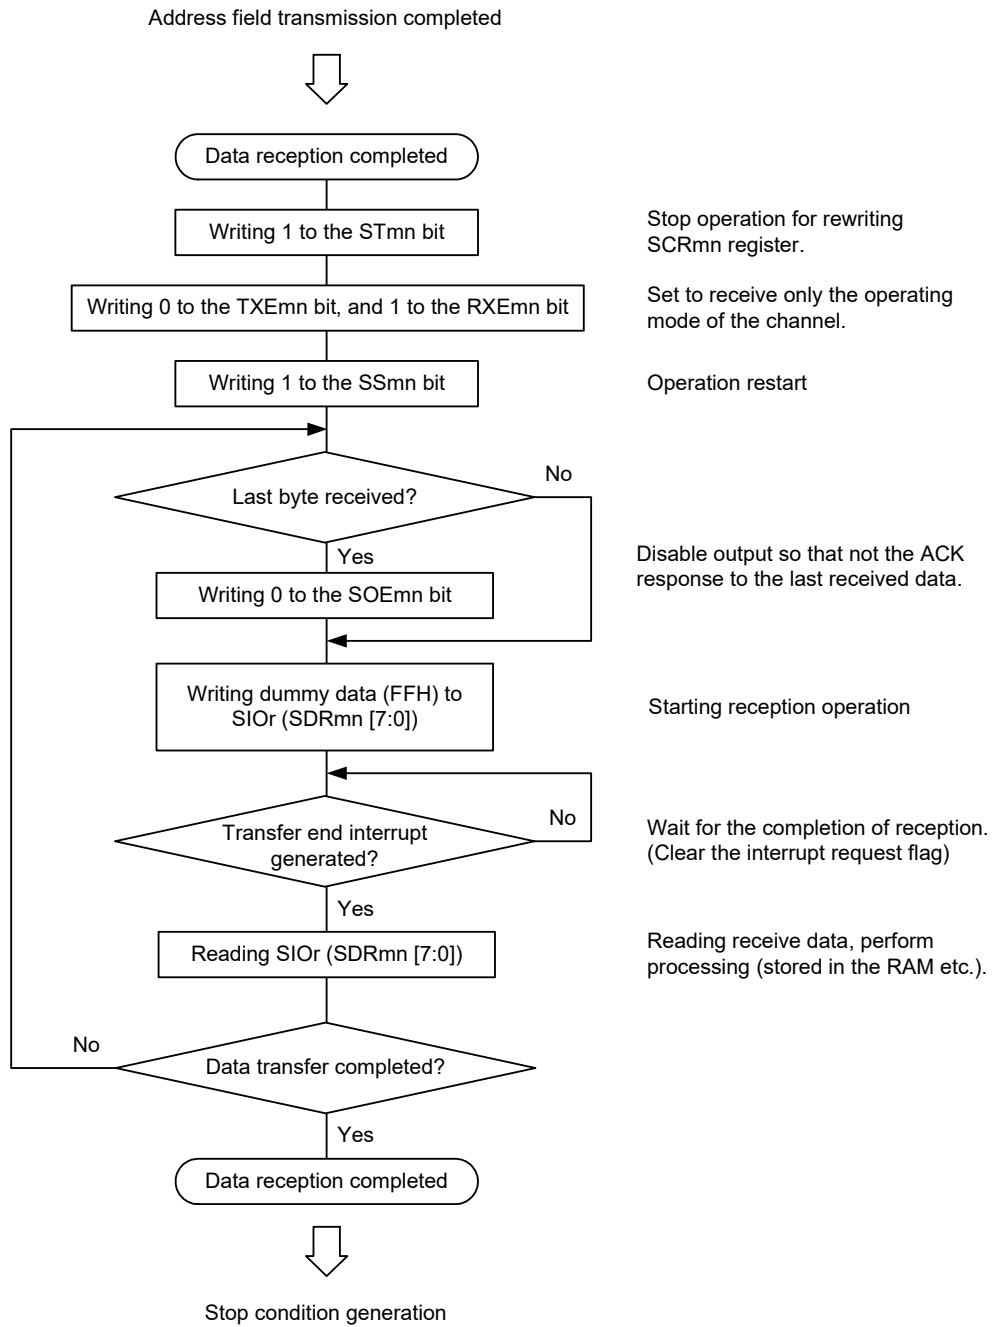 Address field transmission completed
Data reception completed
Writing 1 to the STmn bit
Stop operation for rewriting
SCRmn register.
Writing 0 to the TXEmn bit, and 1 to the RXEmn bit
Set to receive only the operating
mode of the channel.
Writing 1 to the SSmn bit
Operation restart
Last byte received?
No
Yes
Disable output so that not the ACK
response to the last received data.
Writing 0 to the SOEmn bit
Writing dummy data (FFH) to
SIOr (SDRmn [7:0])
Starting reception operation
Transfer end interrupt
generated?
No
Wait for the completion of reception.
(Clear the interrupt request flag)
Yes
Reading SIOr (SDRmn [7:0])
Reading receive data, perform
processing (stored in the RAM etc.).
No
Data transfer completed?
Yes
Data reception completed
Stop condition generation